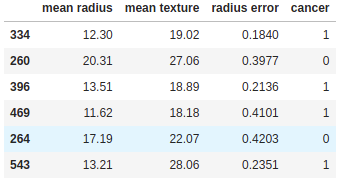 mean radius mean texture radius error cancer
334 12.30 19.02 0.1840 1
260 20.31 27.06 0.3977 0
396 13.51 18.89 0.2136 1
469 11.62 18.18 0.4101 1
264 17.19 22.07 0.4203 0
543 13.21 28.06 0.2351 1